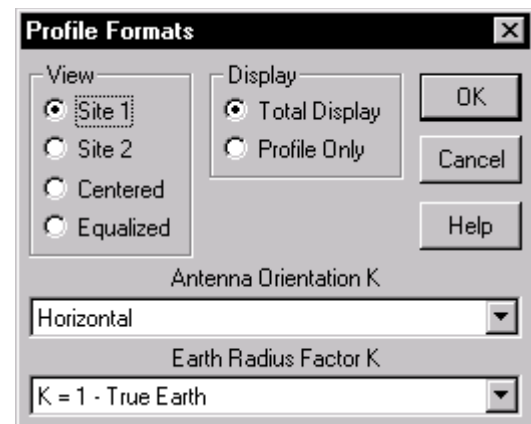 Profile Formats
View
Site 1
Site 2
Centered
Equalized
Display
Total Display
Profile Only
OK
Cancel
Help
Antenna Orientation K
Horizontal
Earth Radius Factor K
K = 1 - True Earth